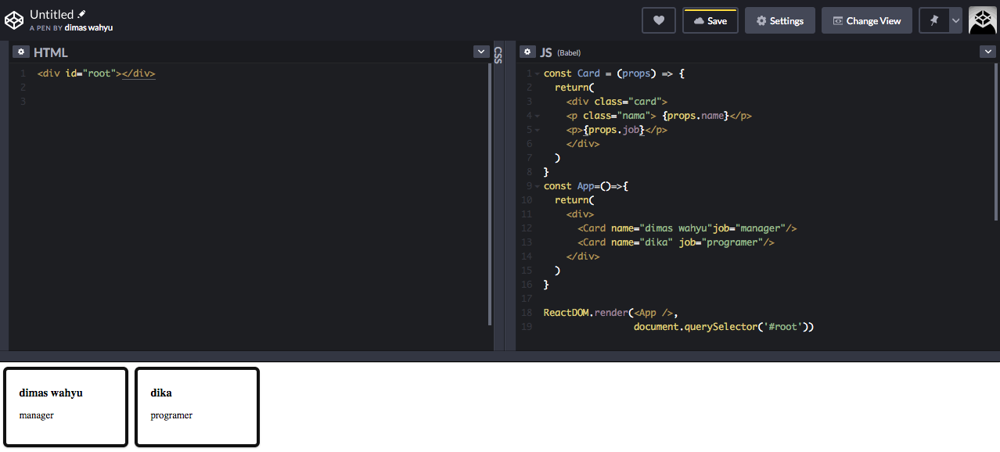 Untitled
A PEN BY dimas wahyu
Save
Settings
Change View
HTML
1 <div id="root"></div>
2
3
CSS
JS (Babel)
1 const Card = (props) => {
2 return(
3 <div class="card">
4 <p class="nama"> {props.name}</p>
5 <p>{props.job}</p>
6 </div>
7 )
8 }
9 const App=()=>{
10 return(
11 <div>
12 <Card name="dimas wahyu"job="manager"/>
13 <Card name="dika" job="programer"/>
14 </div>
15 )
16 }
17
18 ReactDOM.render(<App />,
19 document.querySelector('#root'))
dimas wahyu
manager
dika
programer